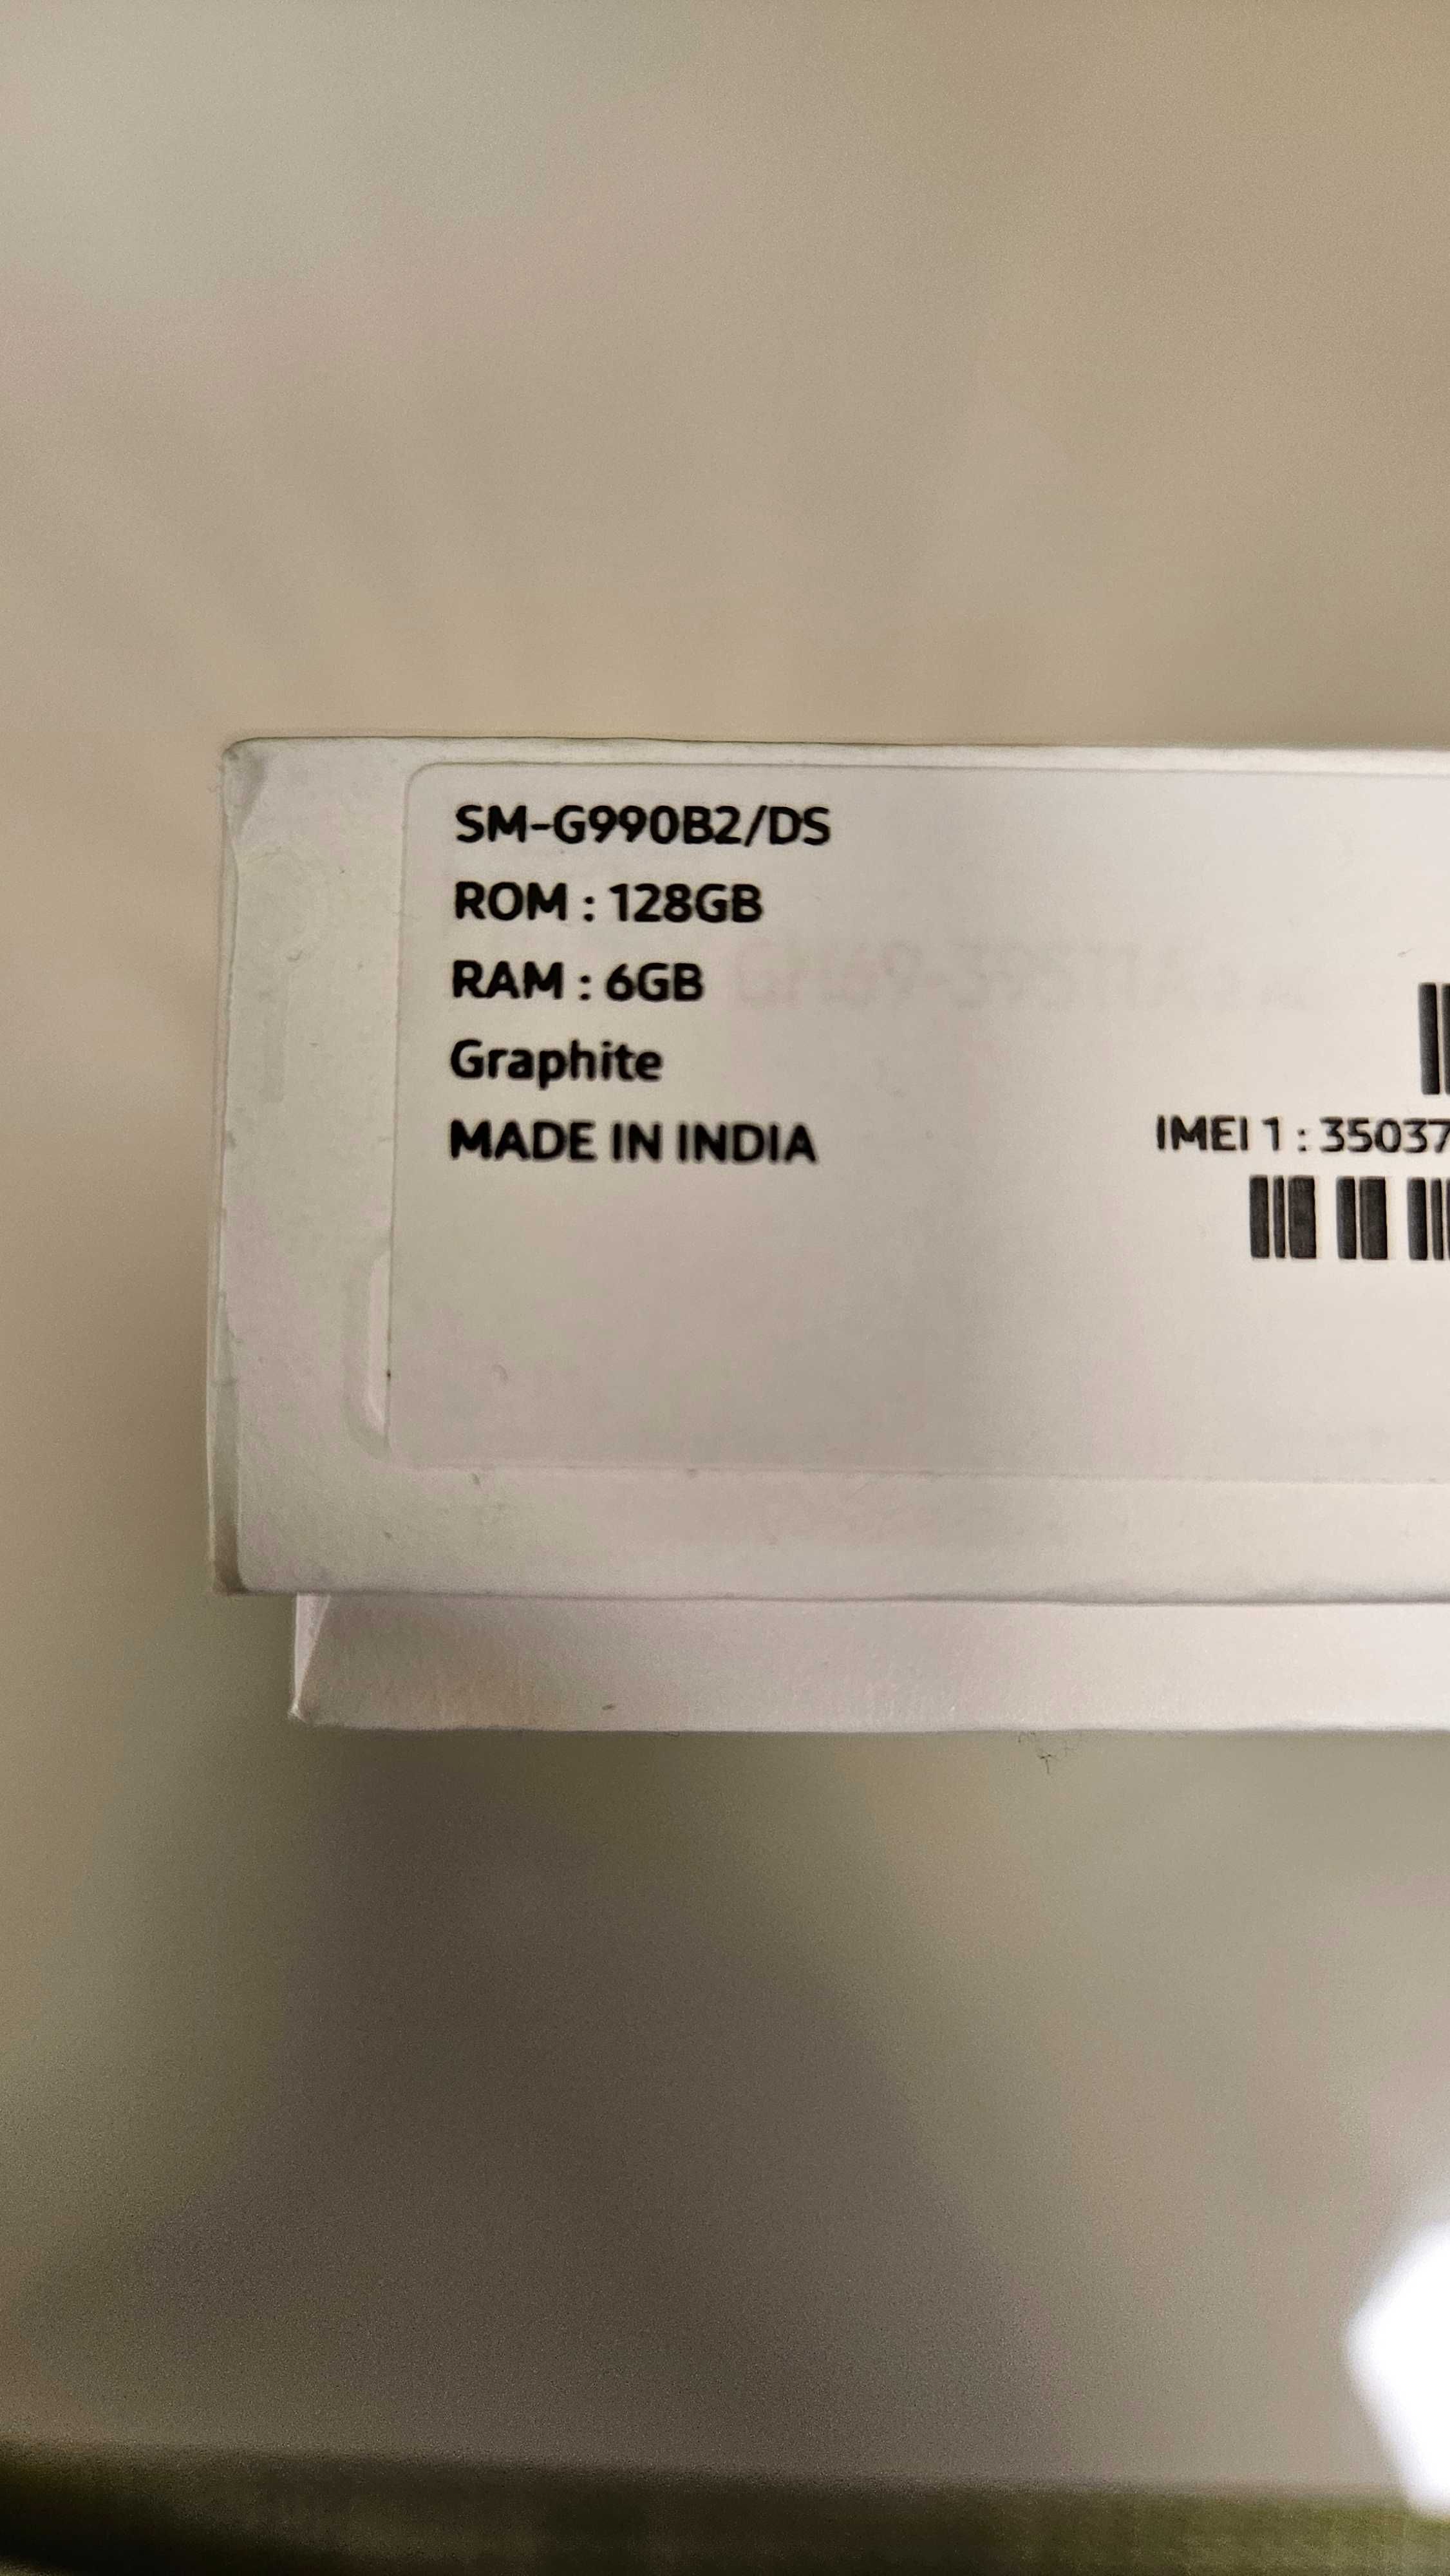 SM-G990B2/DS
ROM : 128GB
RAM : 6GB
Graphite
MADE IN INDIA
IMEI 1 : 35037